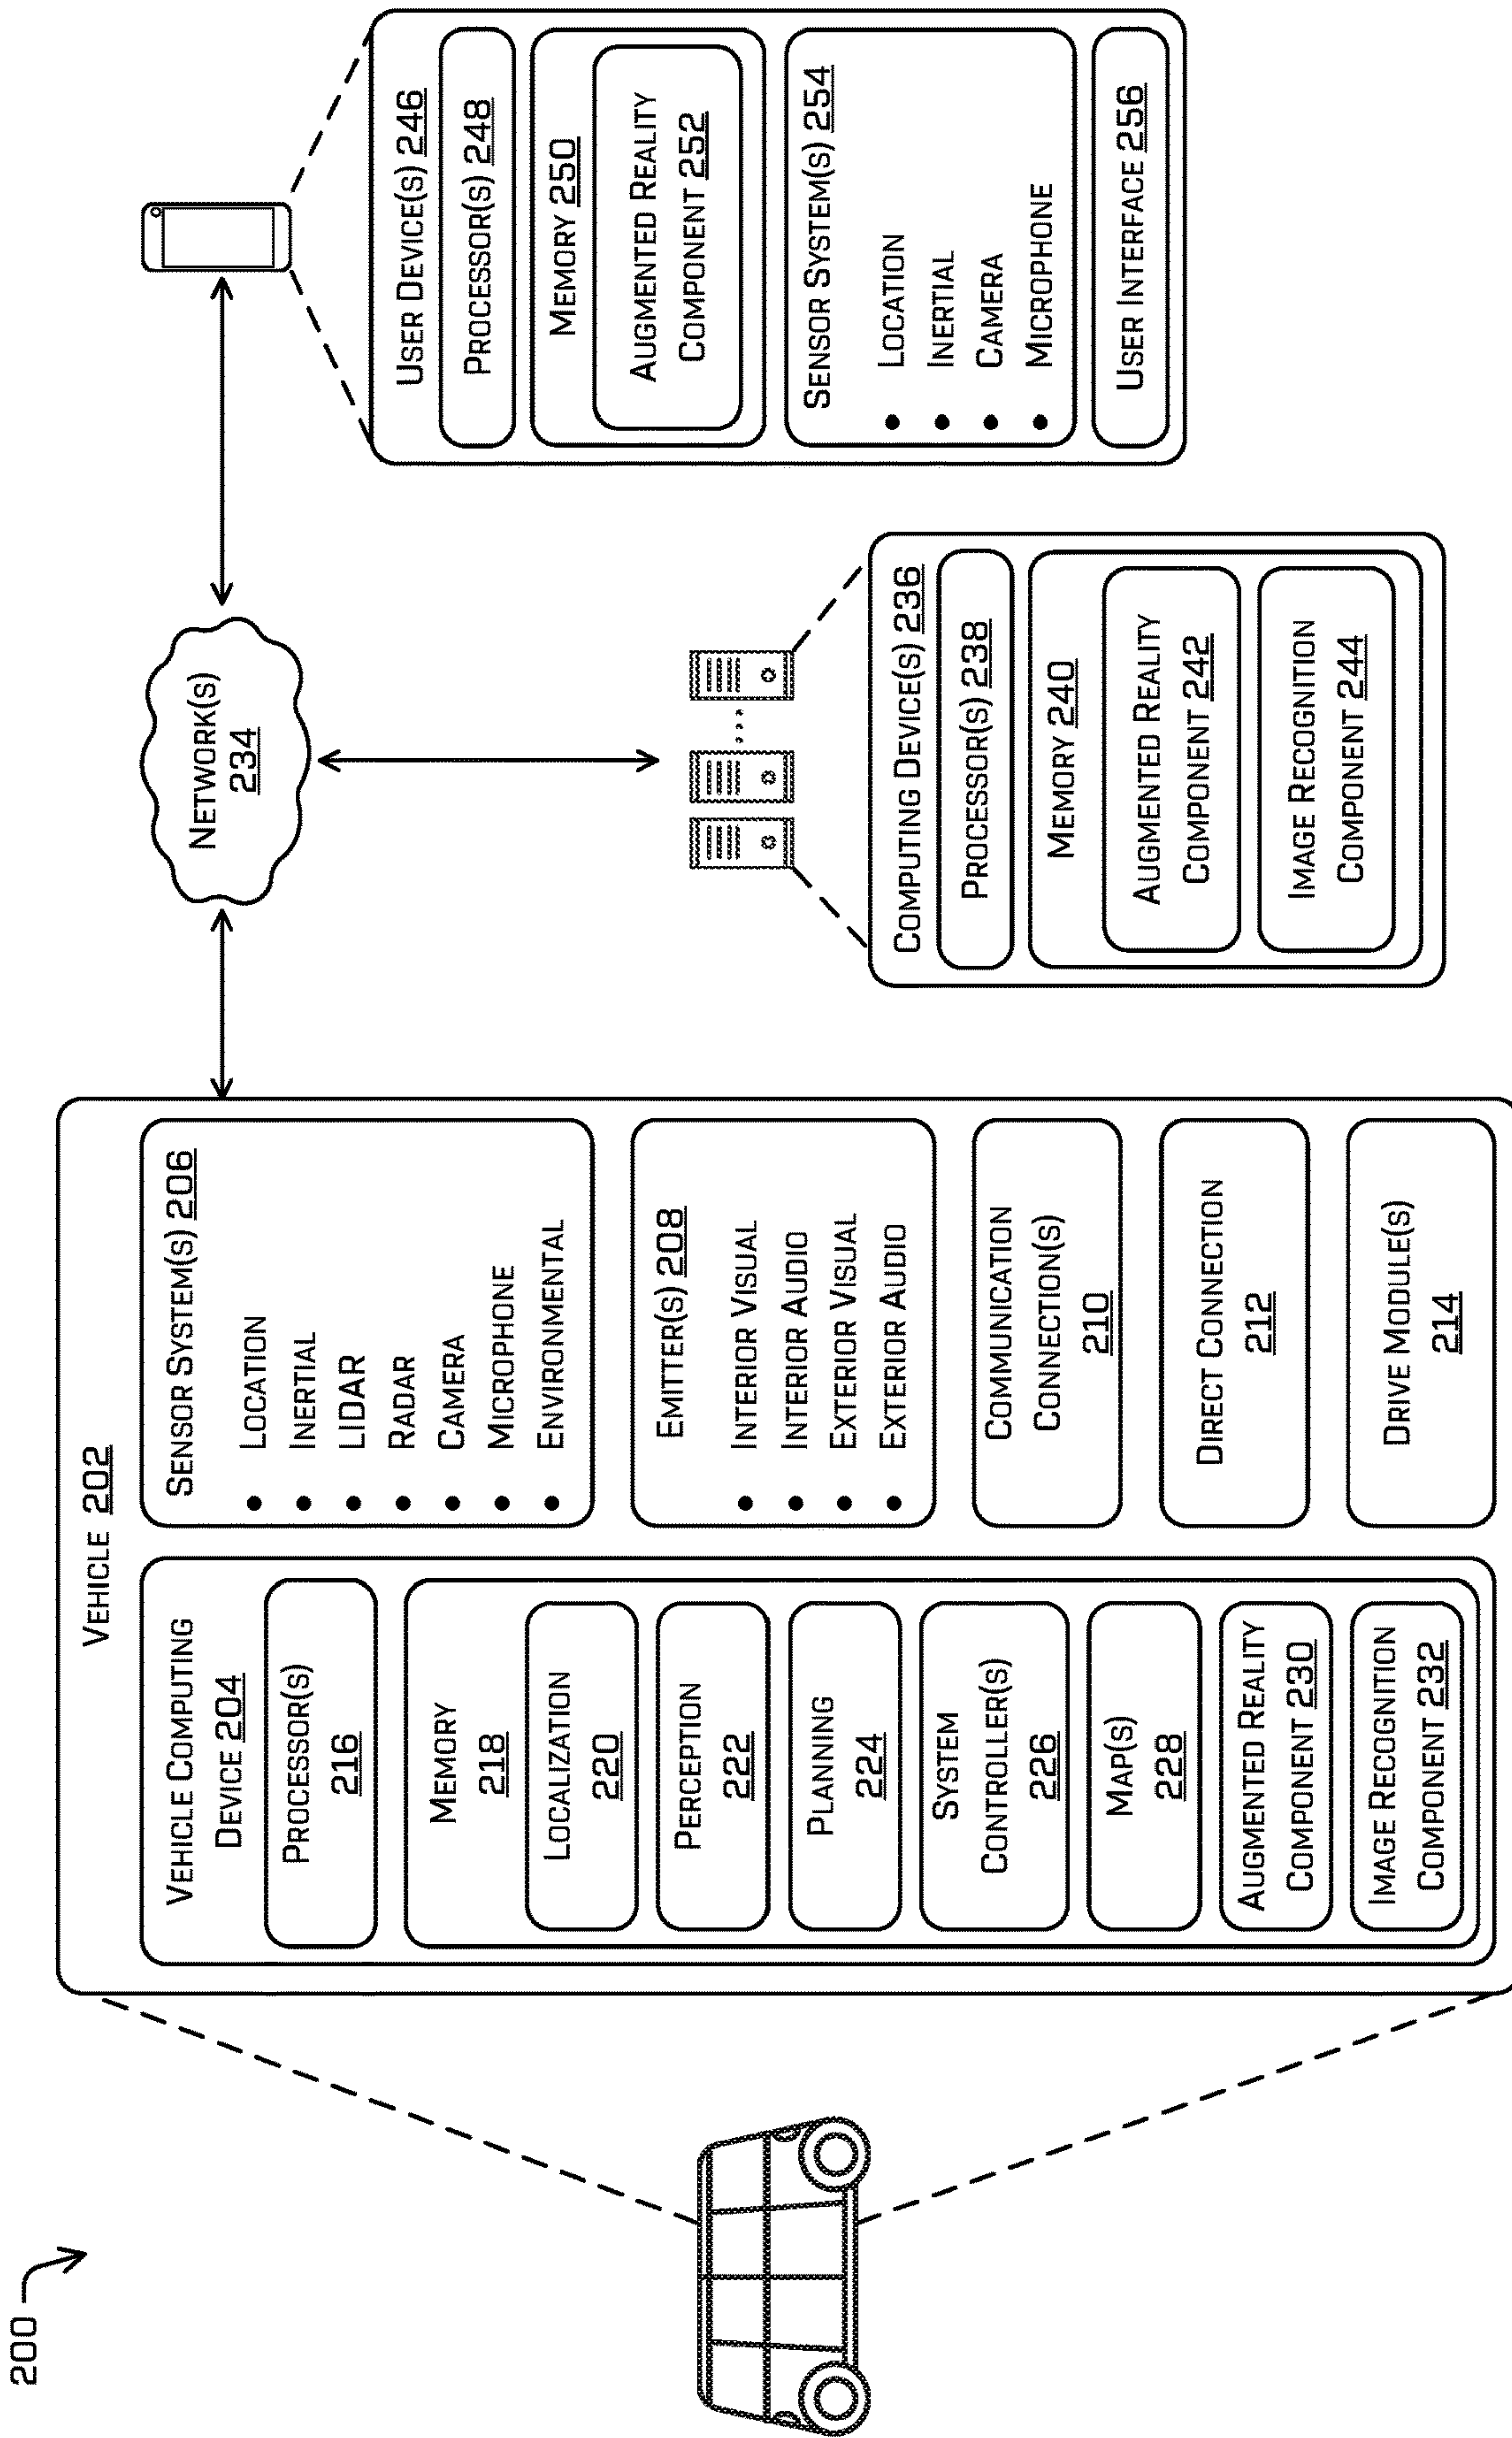 200
VEHICLE 202
VEHICLE COMPUTING
DEVICE 204
PROCESSOR(S)
216
MEMORY
218
LOCALIZATION
220
PERCEPTION
222
PLANNING
224
SYSTEM
CONTROLLER(S)
226
MAP(S)
228
AUGMENTED REALITY
COMPONENT 230
IMAGE RECOGNITION
COMPONENT 232
SENSOR SYSTEM(S) 206
• LOCATION
• INERTIAL
• LIDAR
• RADAR
• CAMERA
• MICROPHONE
• ENVIRONMENTAL
EMITTER(S) 208
• INTERIOR VISUAL
• INTERIOR AUDIO
• EXTERIOR VISUAL
• EXTERIOR AUDIO
COMMUNICATION
CONNECTION(S)
210
DIRECT CONNECTION
212
DRIVE MODULE(S)
214
NETWORK(S)
234
COMPUTING DEVICE(S) 236
PROCESSOR(S) 238
MEMORY 240
AUGMENTED REALITY
COMPONENT 242
IMAGE RECOGNITION
COMPONENT 244
USER DEVICE(S) 246
PROCESSOR(S) 248
MEMORY 250
AUGMENTED REALITY
COMPONENT 252
SENSOR SYSTEM(S) 254
• LOCATION
• INERTIAL
• CAMERA
• MICROPHONE
USER INTERFACE 256